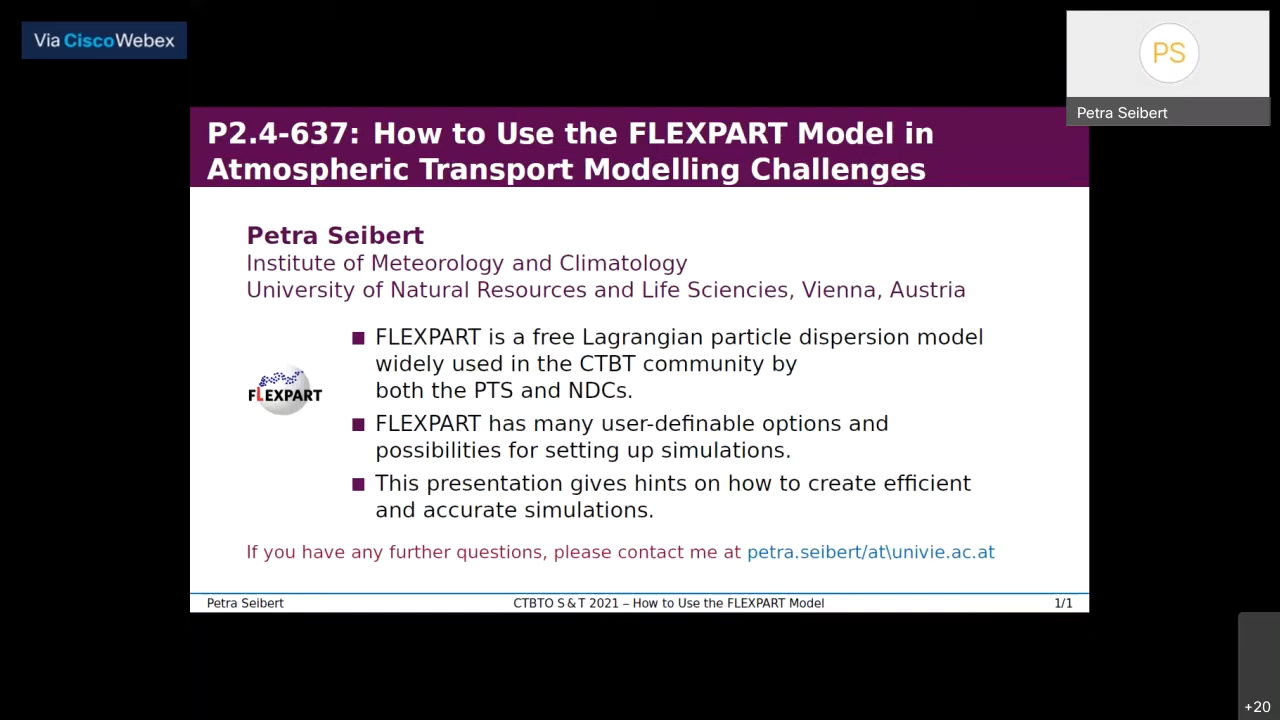 Via Cisco Webex
PS
Petra Seibert
P2.4-637: How to Use the FLEXPART Model in
Atmospheric Transport Modelling Challenges
Petra Seibert
Institute of Meteorology and Climatology
University of Natural Resources and Life Sciencies, Vienna, Austria
FLEXPART
■ FLEXPART is a free Lagrangian particle dispersion model
widely used in the CTBT community by
both the PTS and NDCs.
■ FLEXPART has many user-definable options and
possibilities for setting up simulations.
■ This presentation gives hints on how to create efficient
and accurate simulations.
If you have any further questions, please contact me at petra.seibert/at\univie.ac.at
Petra Seibert CTBTO S & T 2021 – How to Use the FLEXPART Model 1/1
+20